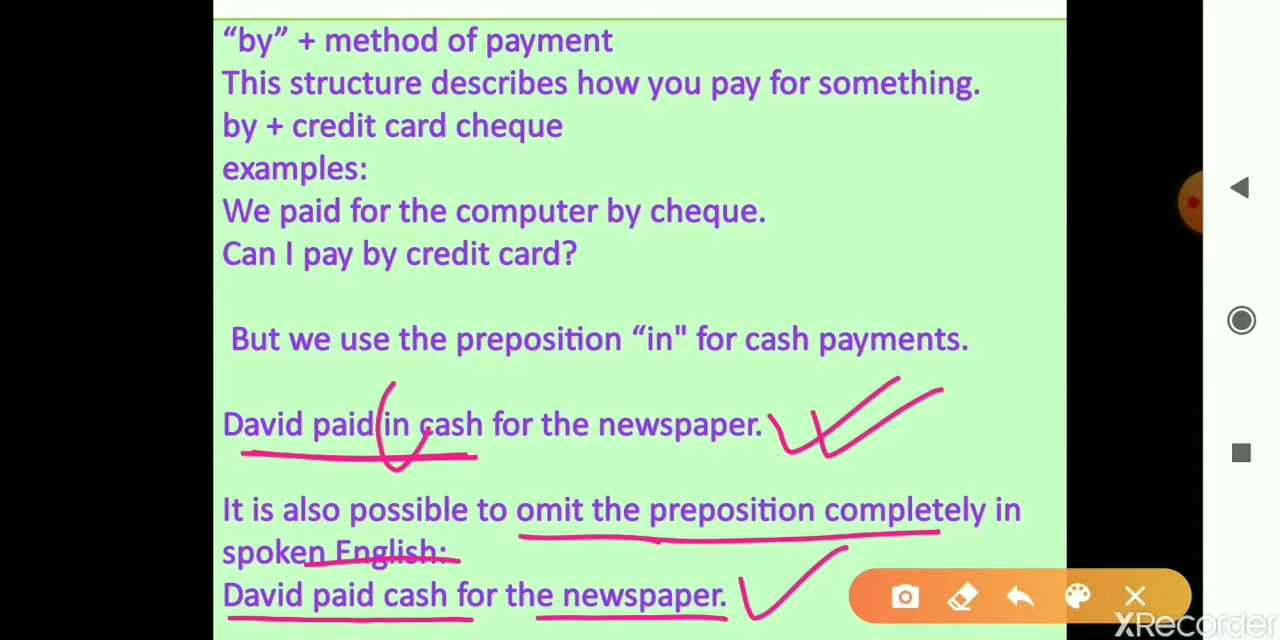 “by” + method of payment
This structure describes how you pay for something.
by + credit card cheque
examples:
We paid for the computer by cheque.
Can I pay by credit card?
But we use the preposition “in" for cash payments.
David paid in cash for the newspaper.
It is also possible to omit the preposition completely in
spoken English:
David paid cash for the newspaper.
XRecorder